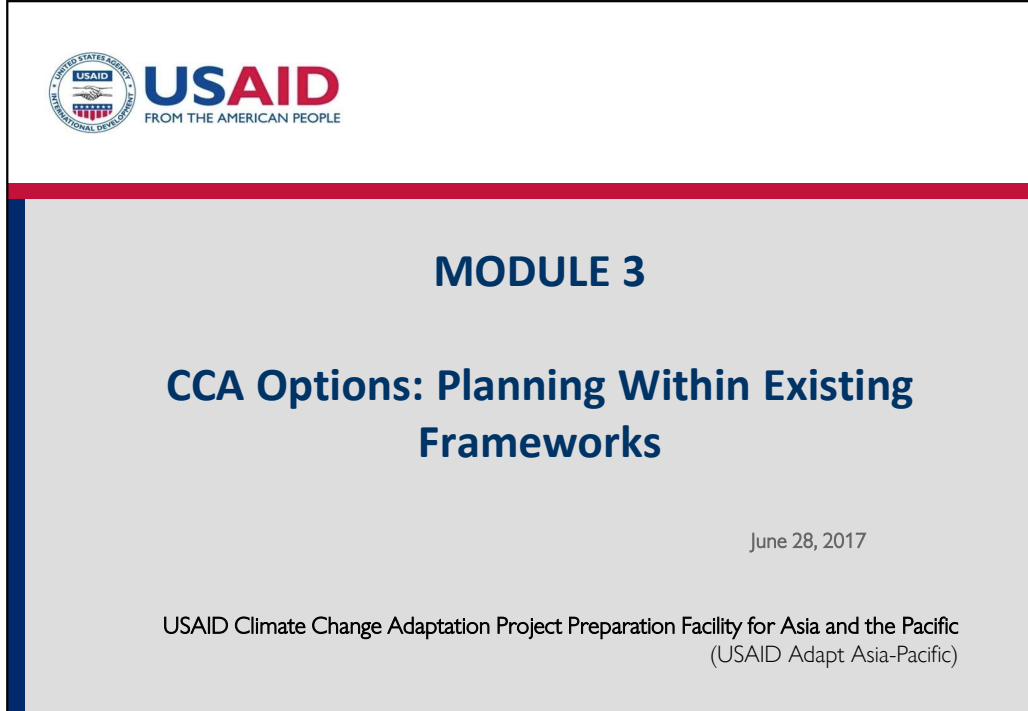 UNITED STATES AGENCY
USAID
INTERNATIONAL DEVELOPMENT
USAID
FROM THE AMERICAN PEOPLE
MODULE 3
CCA Options: Planning Within Existing
Frameworks
June 28, 2017
USAID Climate Change Adaptation Project Preparation Facility for Asia and the Pacific
(USAID Adapt Asia-Pacific)